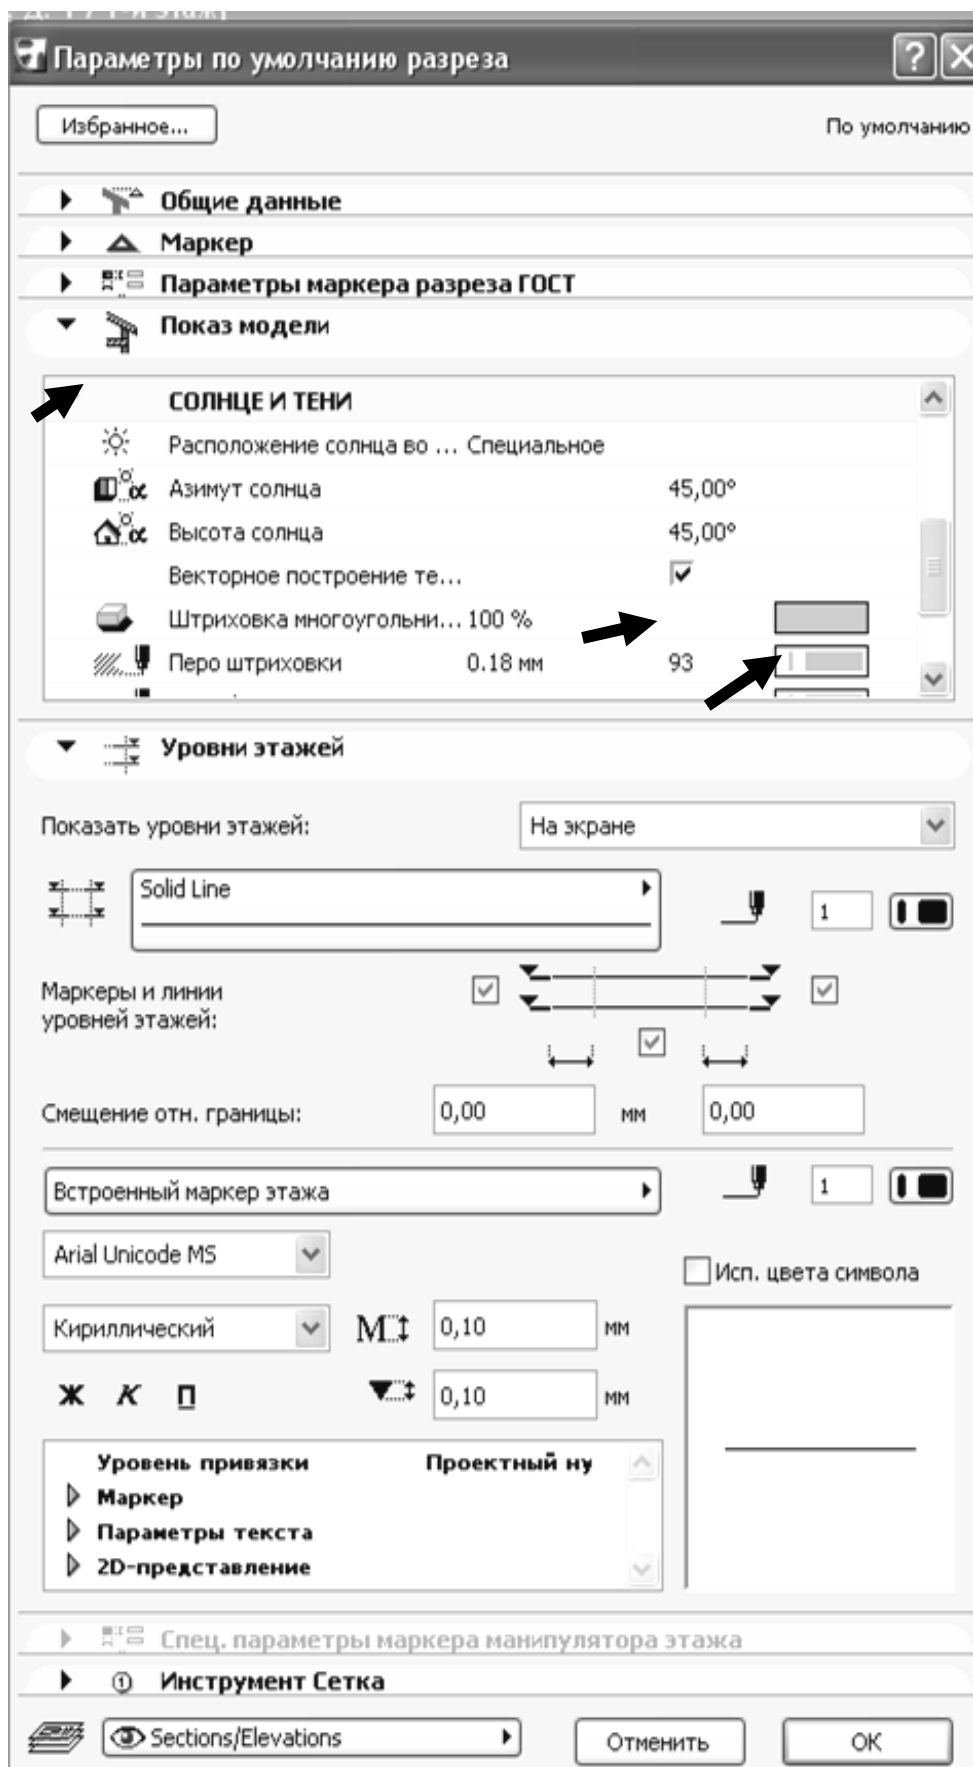 Параметры по умолчанию разреза
Избранное... По умолчанию
Общие данные
Маркер
Параметры маркера разреза ГОСТ
Показ модели
СОЛНЦЕ И ТЕНИ
Расположение солнца во ... Специальное
Азимут солнца 45,00°
Высота солнца 45,00°
Векторное построение те...
Штриховка многоугольни... 100 %
Перо штриховки 0.18 мм 93
Уровни этажей
Показать уровни этажей: На экране
Solid Line 1
Маркеры и линии
уровней этажей:
Смещение отн. границы: 0,00 мм 0,00
Встроенный маркер этажа 1
Arial Unicode MS
Исп. цвета символа
Кириллический M 0,10 мм
Ж К П 0,10 мм
Уровень привязки Проектный ну
Маркер
Параметры текста
2D-представление
Спец. параметры маркера манипулятора этажа
Инструмент Сетка
Sections/Elevations Отменить OK